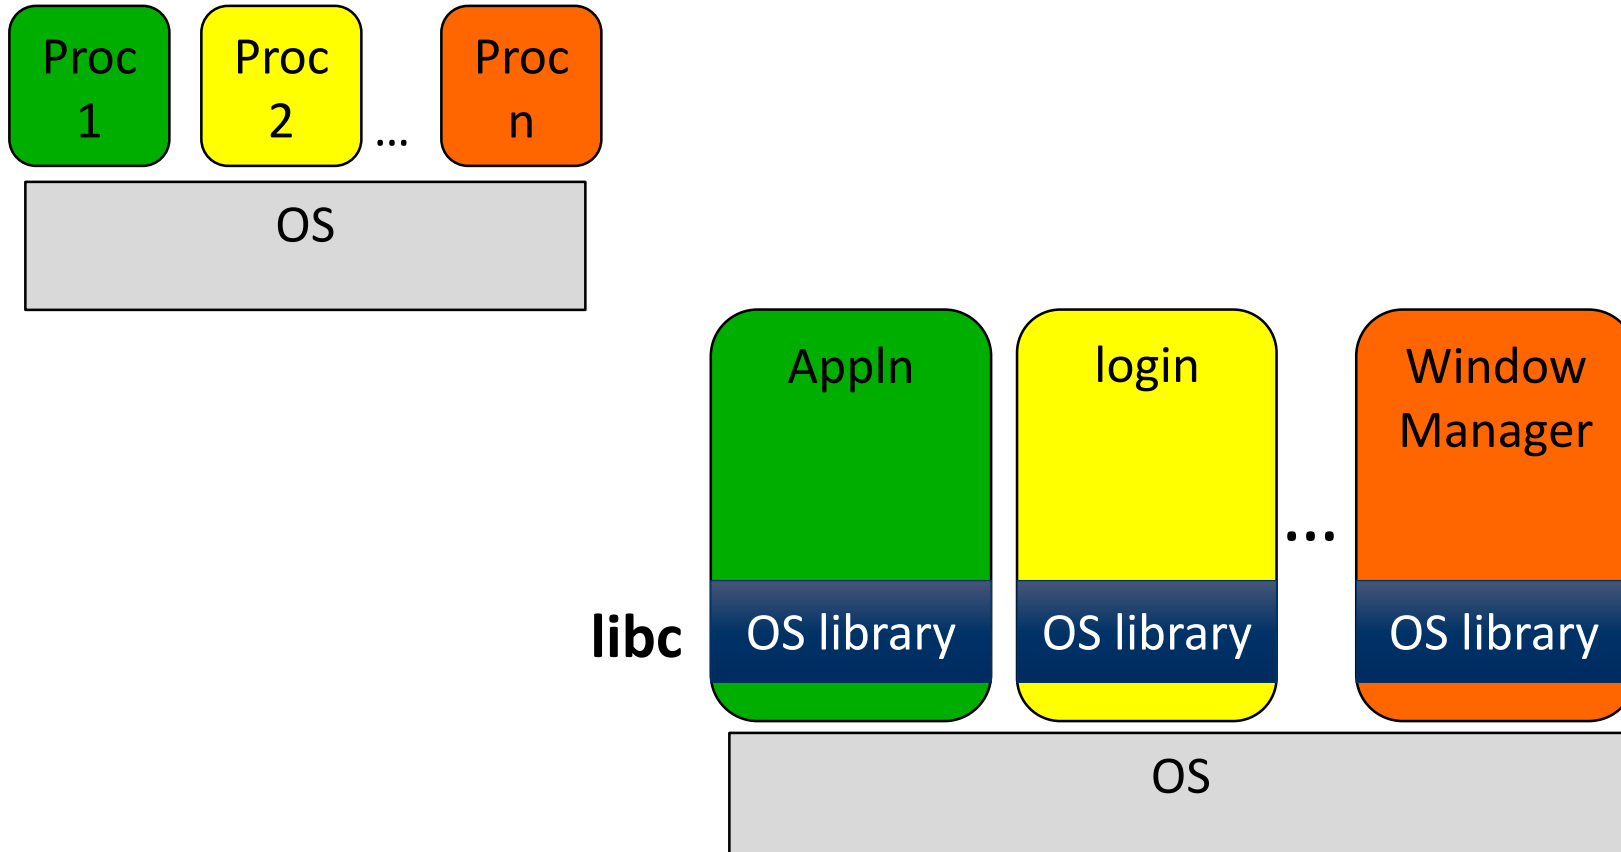 Proc
1
Proc
2
...
Proc
n
OS
Appln
login
...
Window
Manager
libc
OS library
OS library
OS library
OS